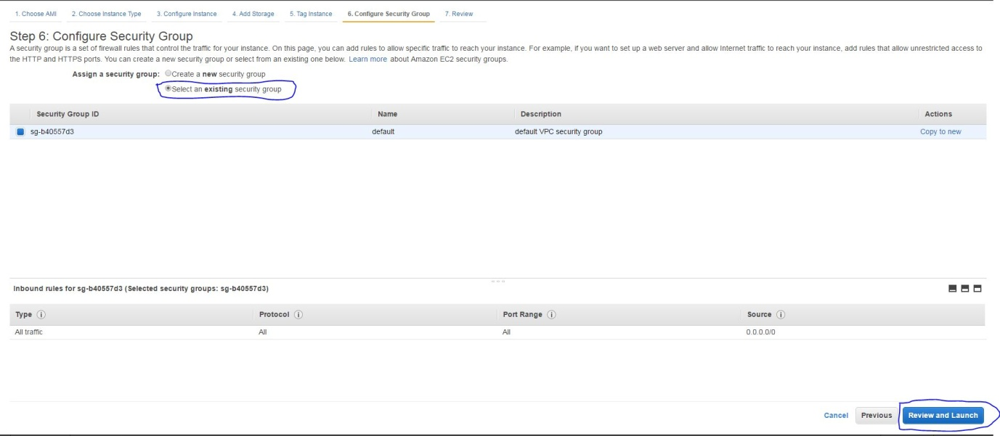 1. Choose AMI 2. Choose Instance Type 3. Configure Instance 4. Add Storage 5. Tag Instance 6. Configure Security Group 7. Review
Step 6: Configure Security Group
A security group is a set of firewall rules that control the traffic for your instance. On this page, you can add rules to allow specific traffic to reach your instance. For example, if you want to set up a web server and allow Internet traffic to reach your instance, add rules that allow unrestricted access to
the HTTP and HTTPS ports. You can create a new security group or select from an existing one below. Learn more about Amazon EC2 security groups.
Assign a security group: Create a new security group
Select an existing security group
Security Group ID Name Description Actions
sg-b40557d3 default default VPC security group Copy to new
Inbound rules for sg-b40557d3 (Selected security groups: sg-b40557d3)
Type i Protocol i Port Range i Source i
All traffic All All 0.0.0.0/0
Cancel Previous Review and Launch